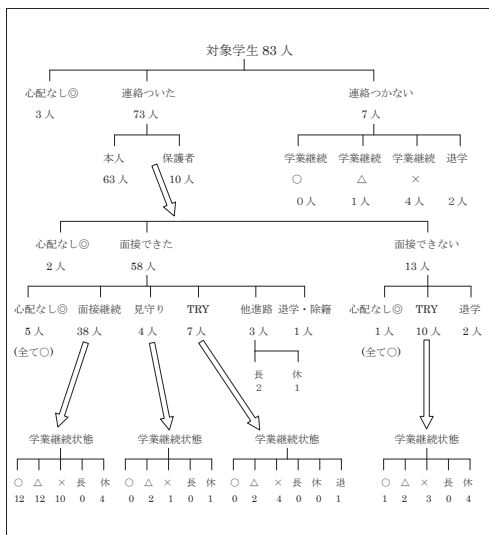 対象学生 83 人
心配なし◎ 連絡ついた 連絡つかない
3 人 73 人 7 人
本人 保護者 学業継続 学業継続 学業継続 退学
○ △ ×
63 人 10 人 0 人 1 人 4 人 2 人
心配なし◎ 面接できた 面接できない
2 人 58 人 13 人
心配なし◎ 面接継続 見守り TRY 他進路 退学・除籍 心配なし◎ TRY 退学
5 人 38 人 4 人 7 人 3 人 1 人 1 人 10 人 2 人
(全て○) (全て○)
長 休
2 1
学業継続状態 学業継続状態 学業継続状態 学業継続状態
○ △ × 長 休 ○ △ × 長 休 ○ △ × 長 休 退 ○ △ × 長 休
12 12 10 0 4 0 2 1 0 1 0 2 4 0 0 1 1 2 3 0 4